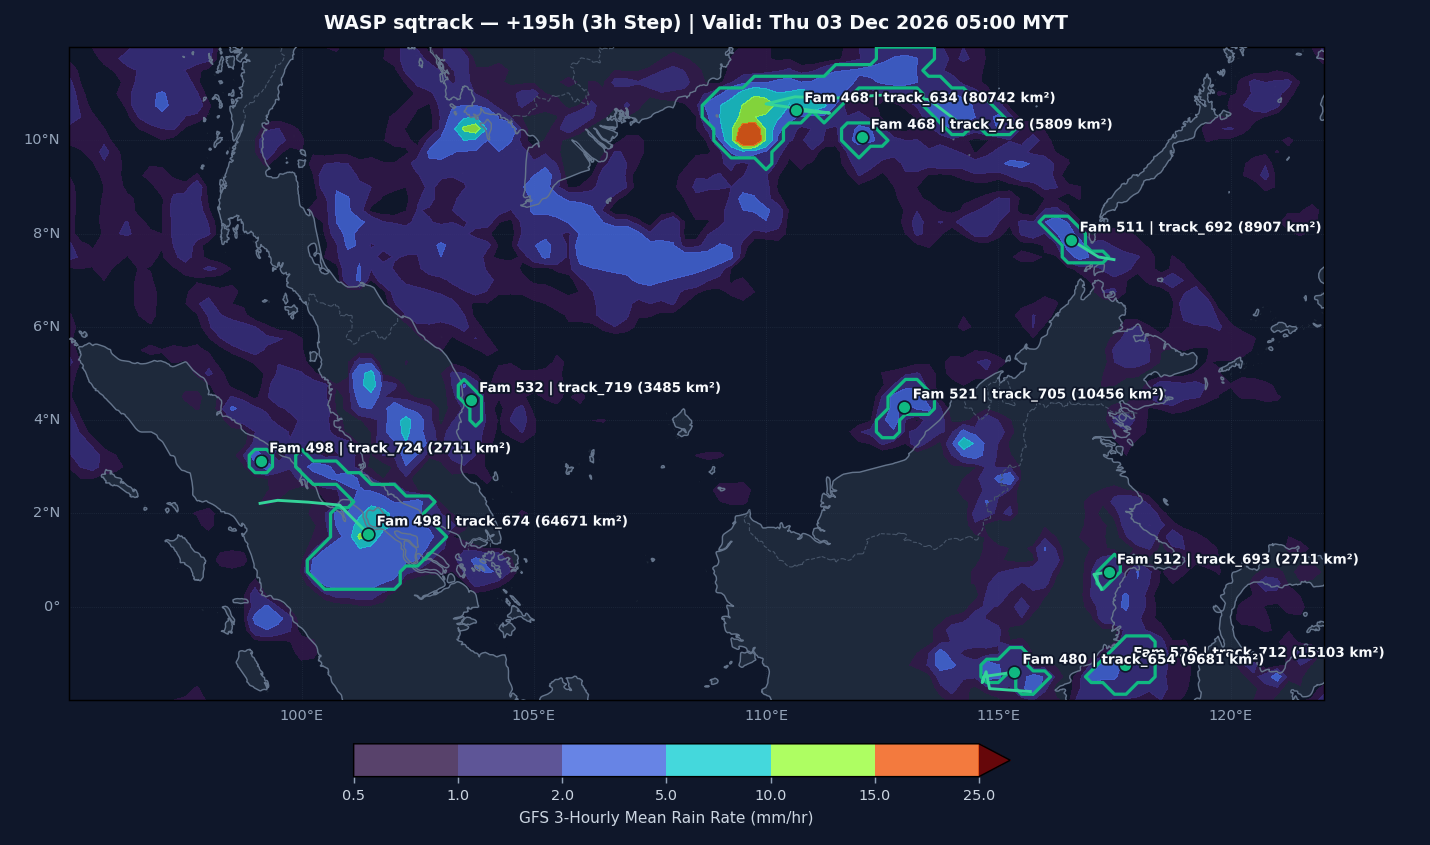 WASP sqtrack — +195h (3h Step) | Valid: Thu 03 Dec 2026 05:00 MYT
Fam 468 | track_634 (80742 km²)
Fam 468 | track_716 (5809 km²)
10°N
Fam 511 | track_692 (8907 km²)
8°N
6°N
Fam 532 | track_719 (3485 km²)
Fam 521 | track_705 (10456 km²)
4°N
Fam 498 | track_724 (2711 km²)
Fam 498 | track_674 (64671 km²)
2°N
Fam 512 | track_693 (2711 km²)
0°
Fam 526 | track_712 (15103 km²)
Fam 480 | track_654 (9681 km²)
100°E 105°E 110°E 115°E 120°E
0.5 1.0 2.0 5.0 10.0 15.0 25.0
GFS 3-Hourly Mean Rain Rate (mm/hr)